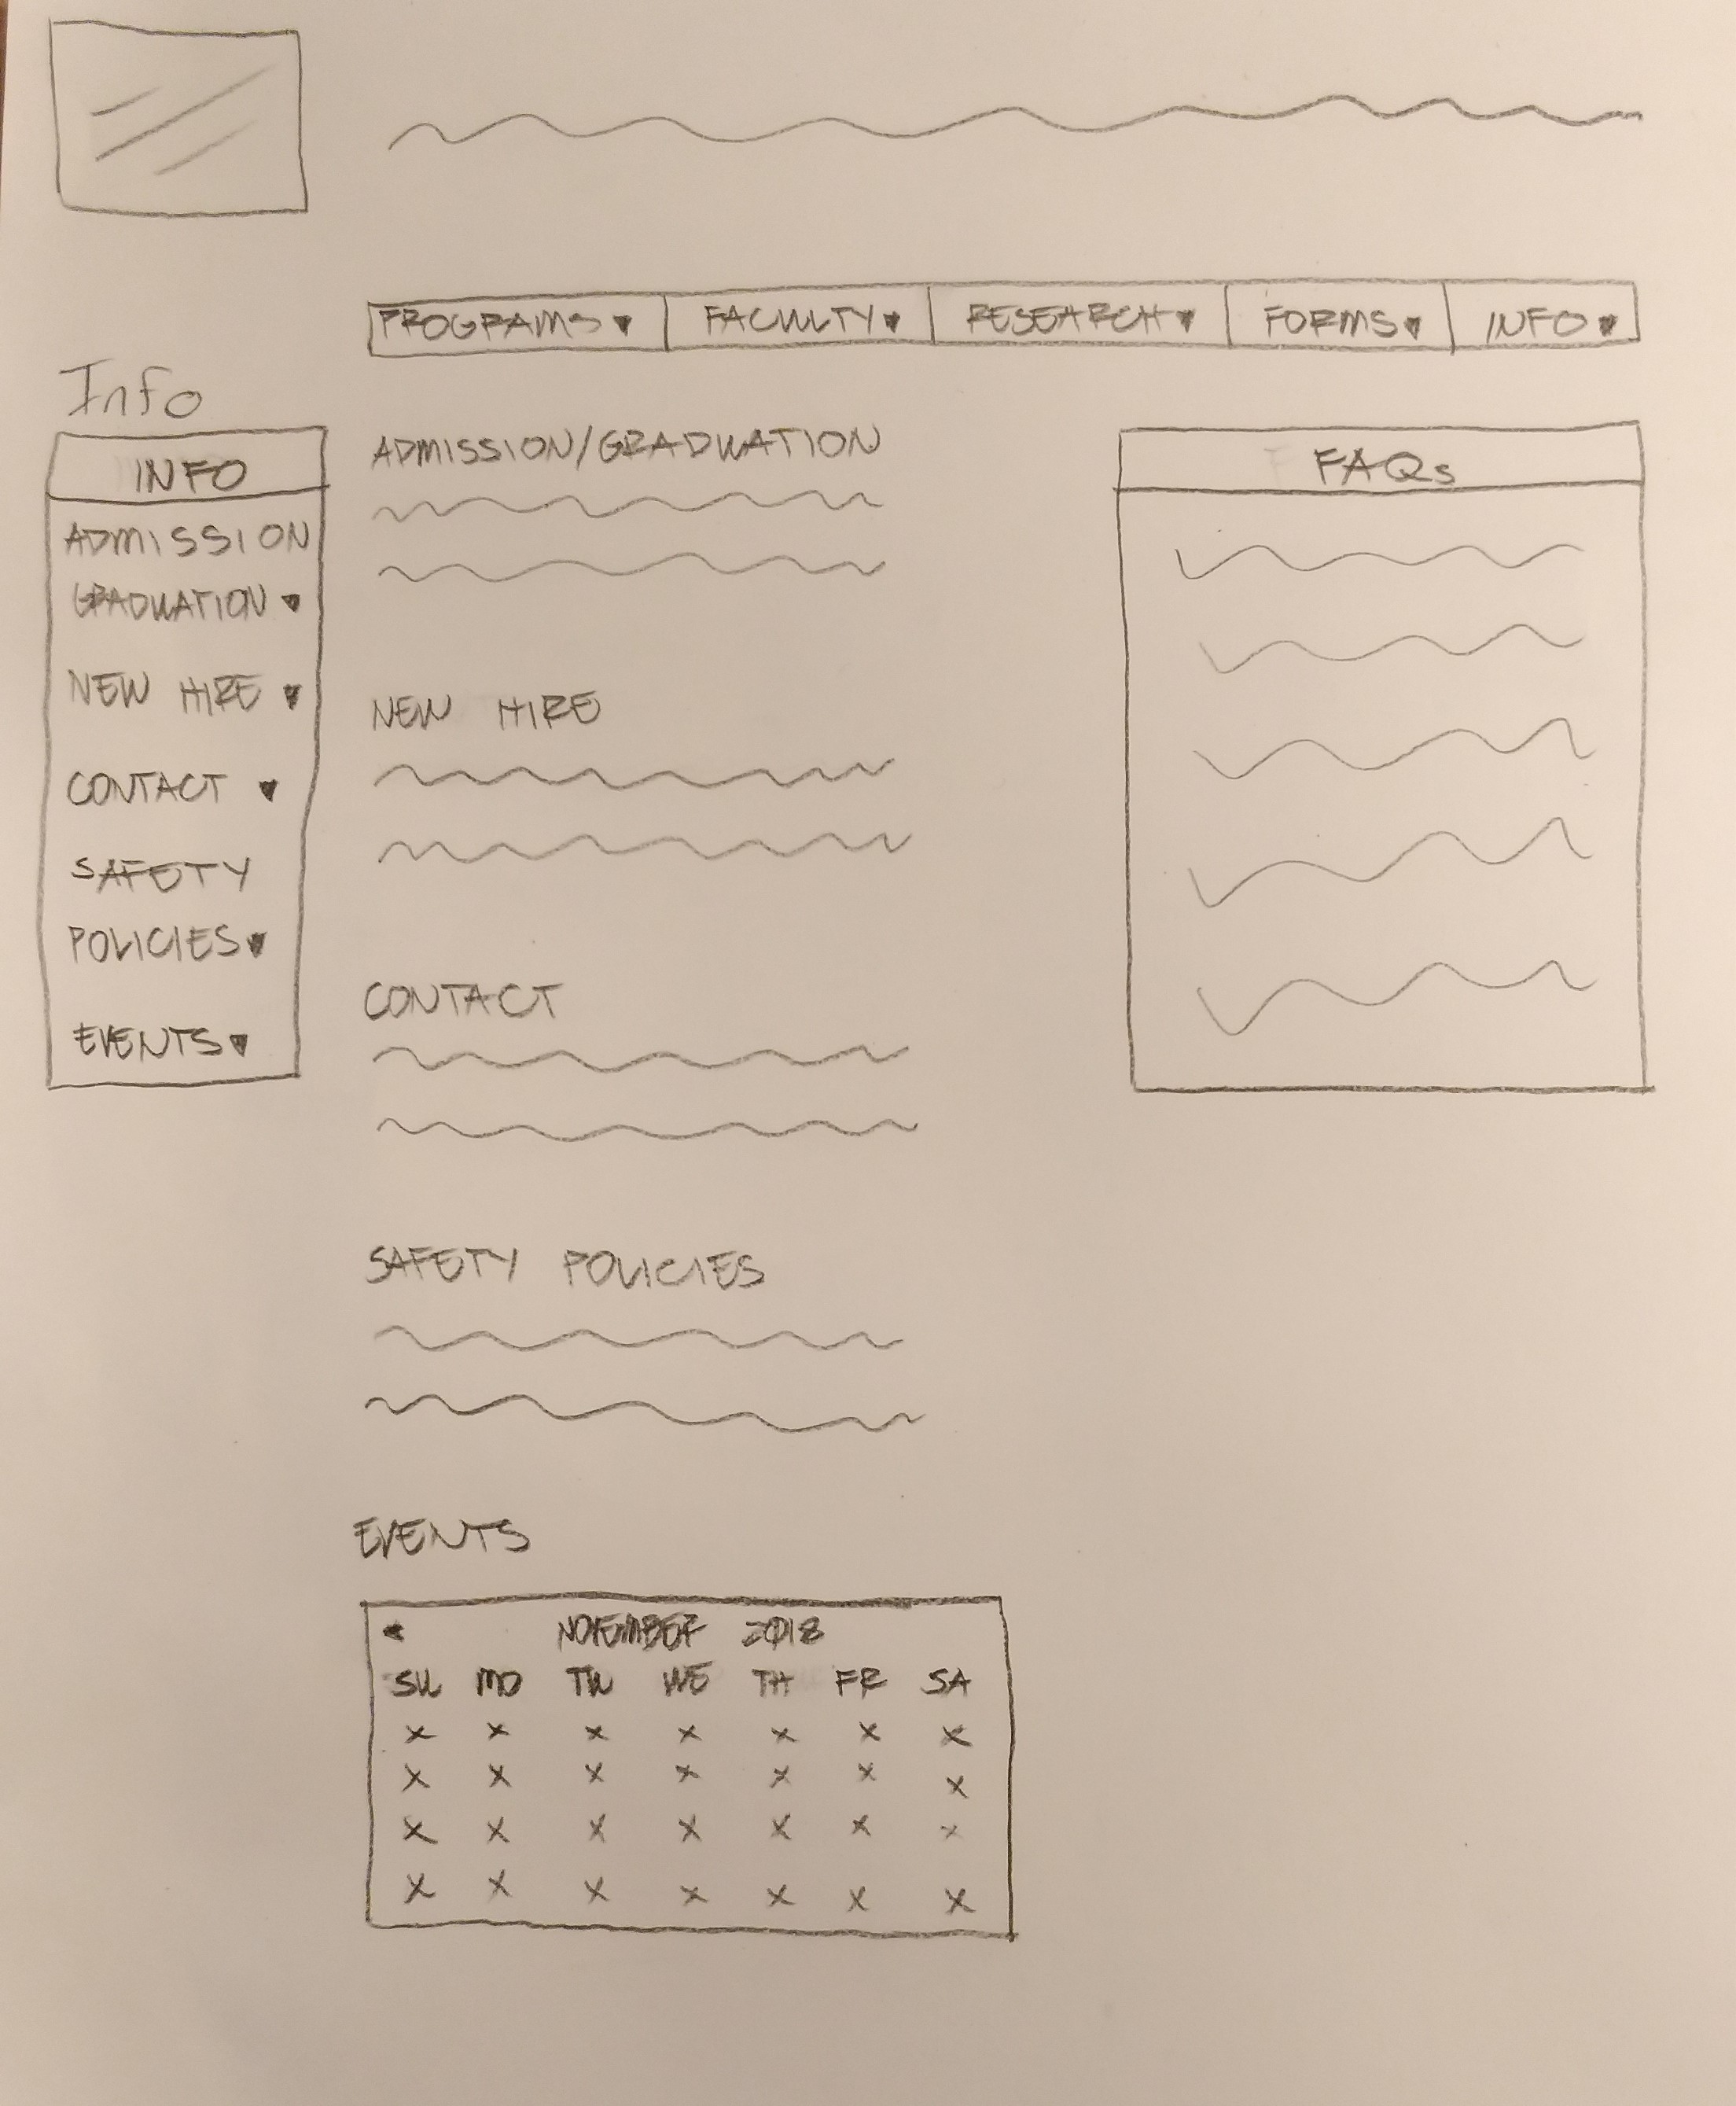 PROGRAMS FACULTY RESEARCH FORMS INFO
Info
INFO
ADMISSION
GRADUATION
NEW HIRE
CONTACT
SAFETY
POLICIES
EVENTS
ADMISSION/GRADUATION
NEW HIRE
CONTACT
SAFETY POLICIES
EVENTS
NOVEMBER 2018
SU MO TU WE TH FR SA
x x x x x x x
x x x x x x x
x x x x x x x
x x x x x x x
FAQs